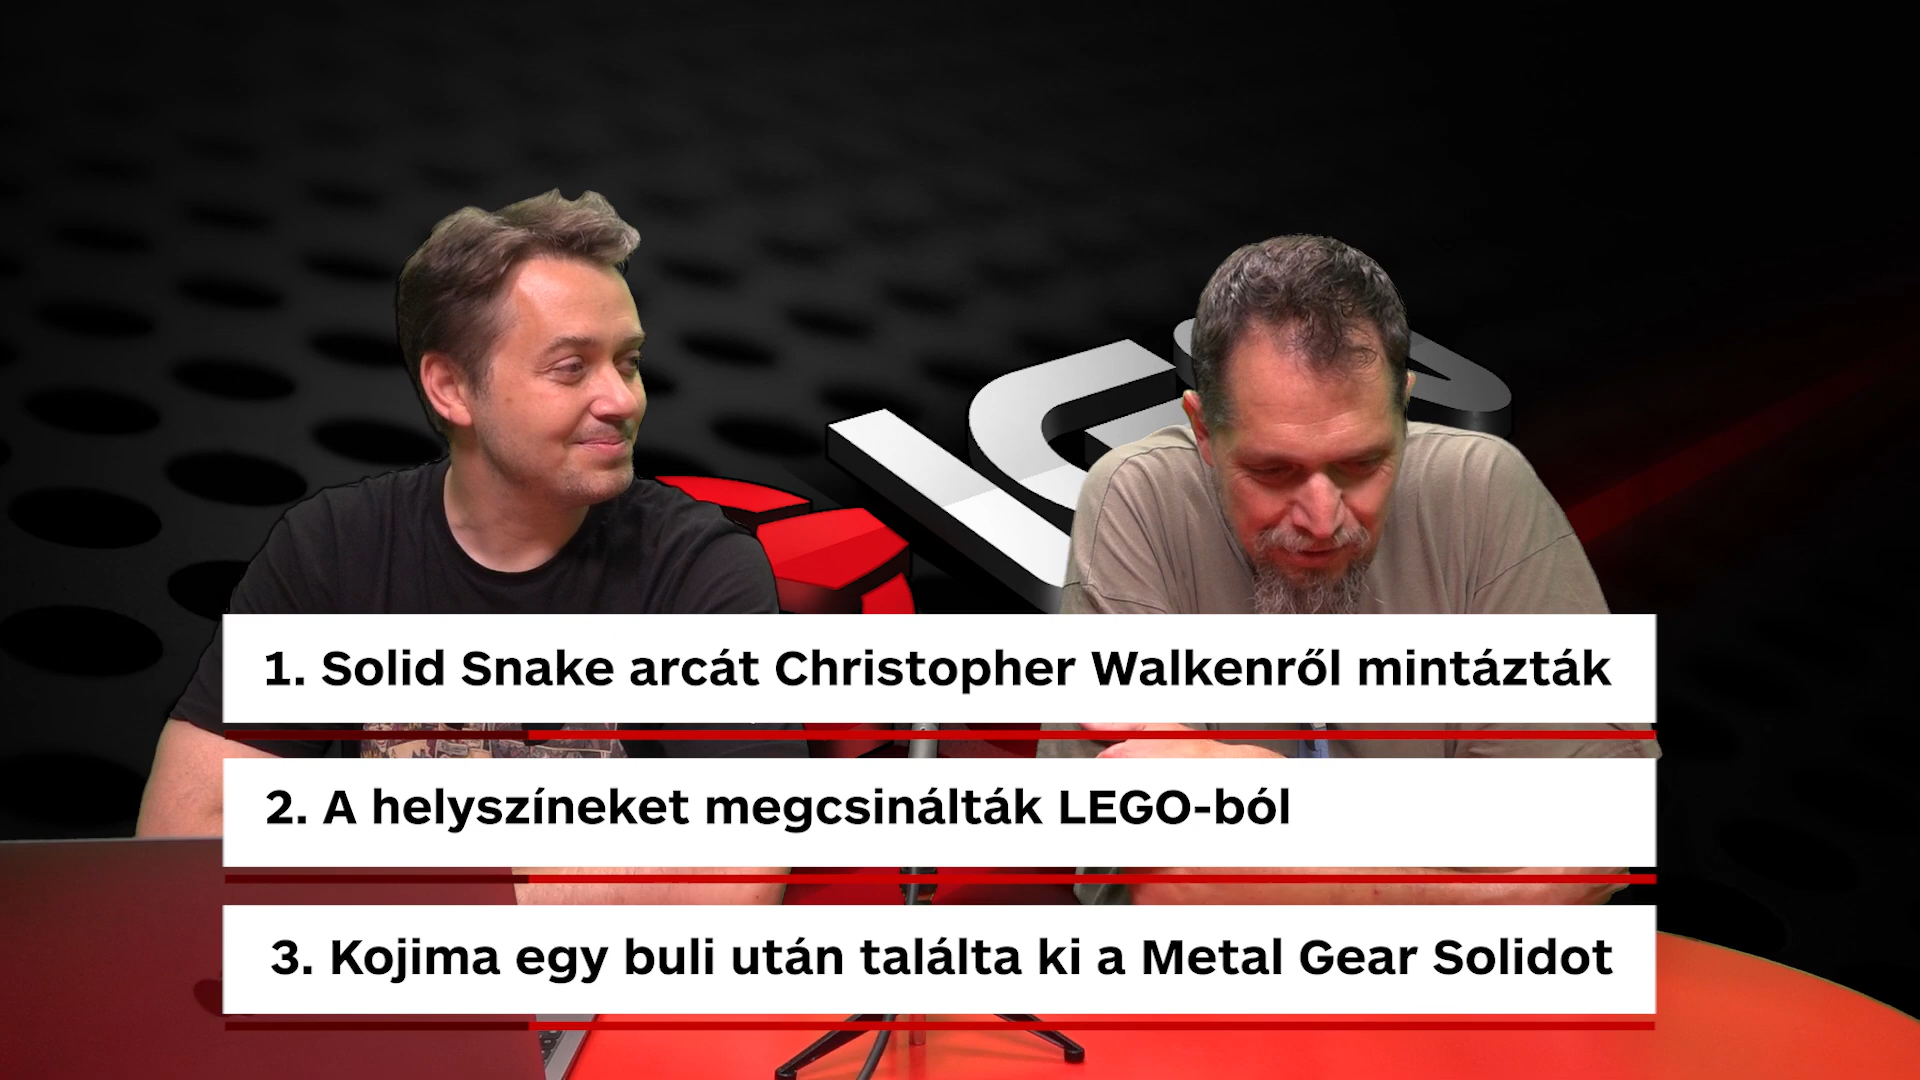 IGN
1. Solid Snake arcát Christopher Walkenről mintázták
2. A helyszíneket megcsinálták LEGO-ból
3. Kojima egy buli után találta ki a Metal Gear Solidot